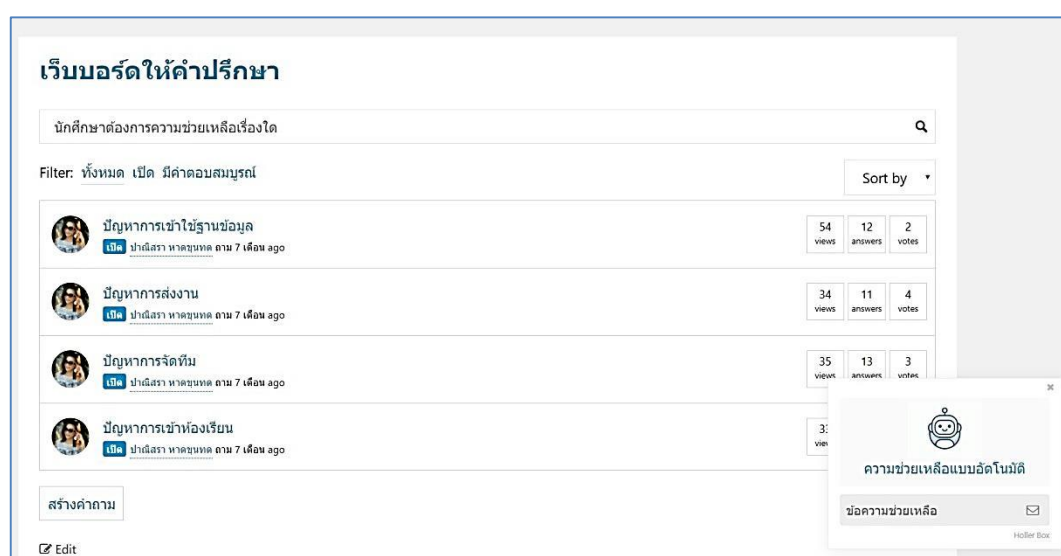 เว็บบอร์ดให้คำปรึกษา
นักศึกษาต้องการความช่วยเหลือเรื่องใด
Filter: ทั้งหมด เปิด มีคำตอบสมบูรณ์
Sort by
ปัญหาการเข้าใช้ฐานข้อมูล
เปิด ปาณิสรา หาดขุนทด ถาม 7 เดือน ago
54 12 2
views answers votes
ปัญหาการส่งงาน
เปิด ปาณิสรา หาดขุนทด ถาม 7 เดือน ago
34 11 4
views answers votes
ปัญหาการจัดทีม
เปิด ปาณิสรา หาดขุนทด ถาม 7 เดือน ago
35 13 3
views answers votes
ปัญหาการเข้าห้องเรียน
เปิด ปาณิสรา หาดขุนทด ถาม 7 เดือน ago
สร้างคำถาม
Edit
ความช่วยเหลือแบบอัตโนมัติ
ข้อความช่วยเหลือ
Holler Box